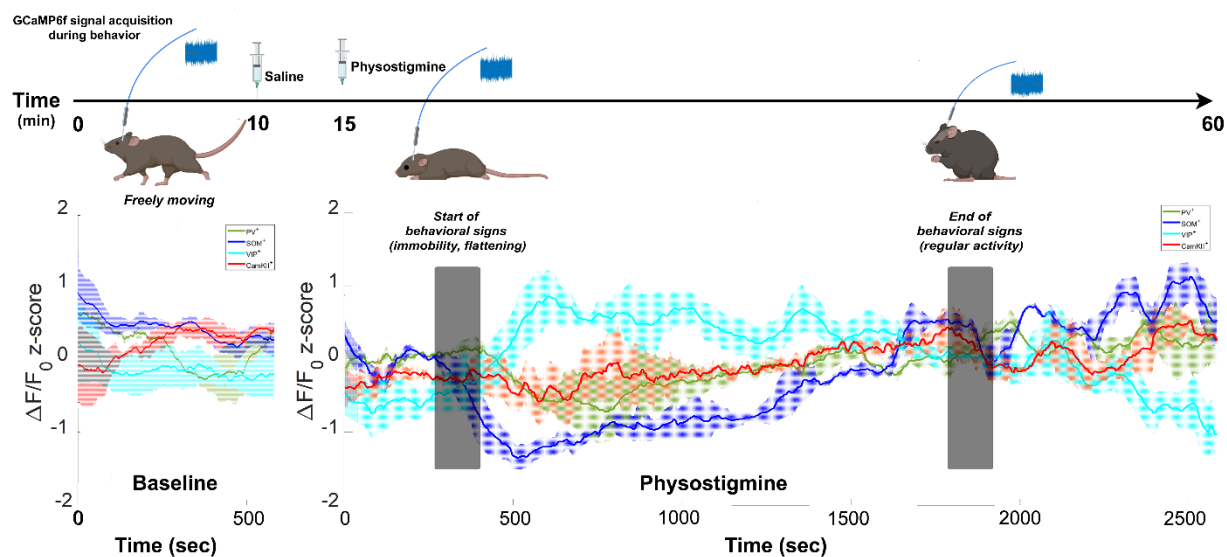 GCaMP6f signal acquisition
during behavior
Saline
Physostigmine
Time
(min)
0
10
15
60
Freely moving
Start of
behavioral signs
(immobility, flattening)
End of
behavioral signs
(regular activity)
2
1
0
-1
-2
ΔF/F0 z-score
PV+
SOM+
VIP+
CamKII+
Baseline
0
500
Time (sec)
2
1
0
-1
-2
ΔF/F0 z-score
PV+
SOM+
VIP+
CamKII+
Physostigmine
0
500
1000
1500
2000
2500
Time (sec)